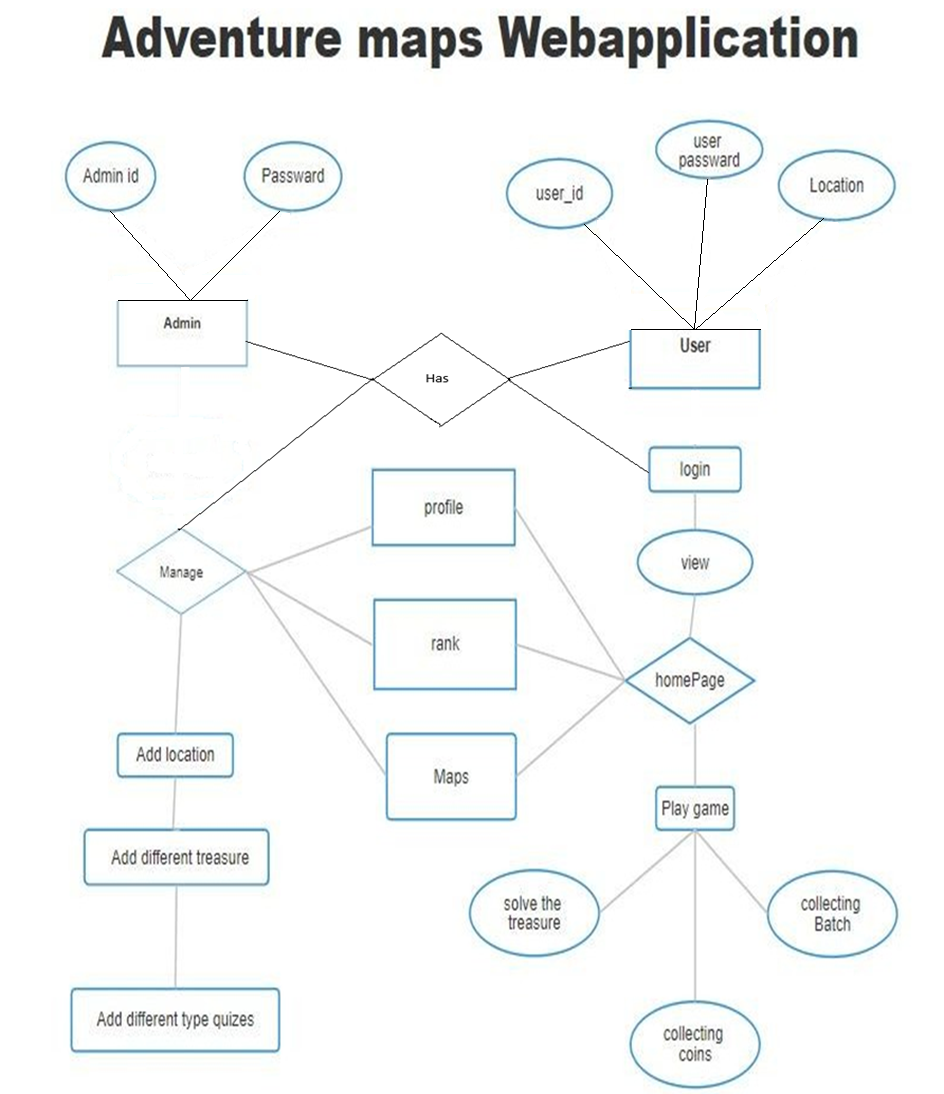 Adventure maps Webapplication
Admin id
Passward
user_id
user
passward
Location
Admin
User
Has
login
profile
view
Manage
rank
homePage
Add location
Maps
Play game
Add different treasure
solve the
treasure
collecting
Batch
Add different type quizes
collecting
coins